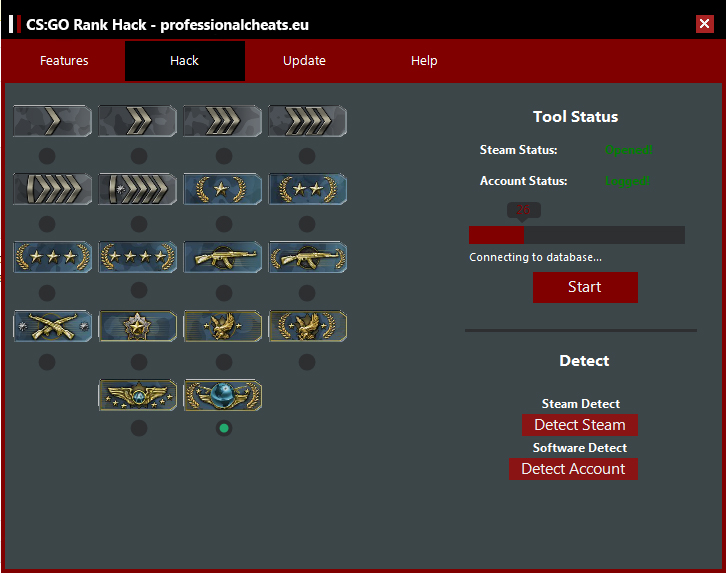 CS:GO Rank Hack - professionalcheats.eu
Features
Hack
Update
Help
Tool Status
Steam Status: Opened!
Account Status: Logged!
Connecting to database...
Start
Detect
Steam Detect
Detect Steam
Software Detect
Detect Account